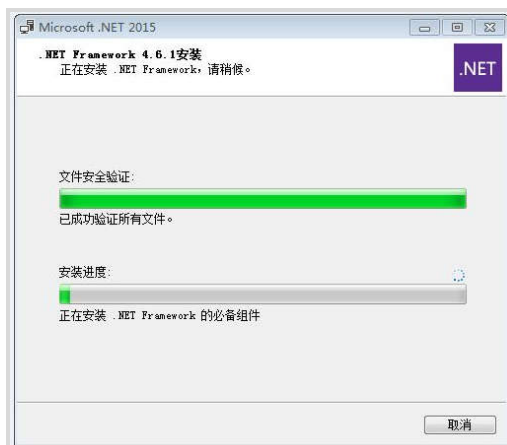 Microsoft .NET 2015
.NET Framework 4.6.1安装
正在安装 .NET Framework,请稍候。
.NET
文件安全验证:
已成功验证所有文件。
安装进度:
正在安装 .NET Framework 的必备组件
取消